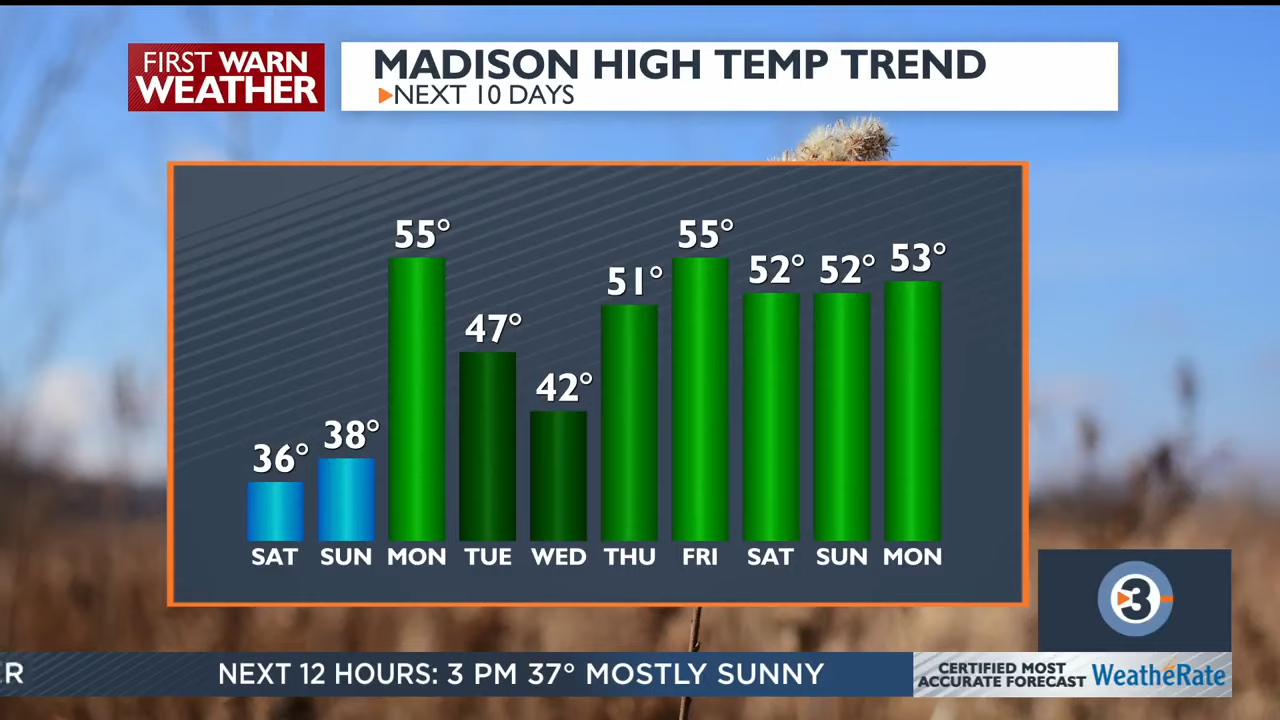 FIRST WARN
WEATHER
MADISON HIGH TEMP TREND
NEXT 10 DAYS
36° 38° 55° 47° 42° 51° 55° 52° 52° 53°
SAT SUN MON TUE WED THU FRI SAT SUN MON
3
R NEXT 12 HOURS: 3 PM 37° MOSTLY SUNNY
CERTIFIED MOST
ACCURATE FORECAST
WeatheRate